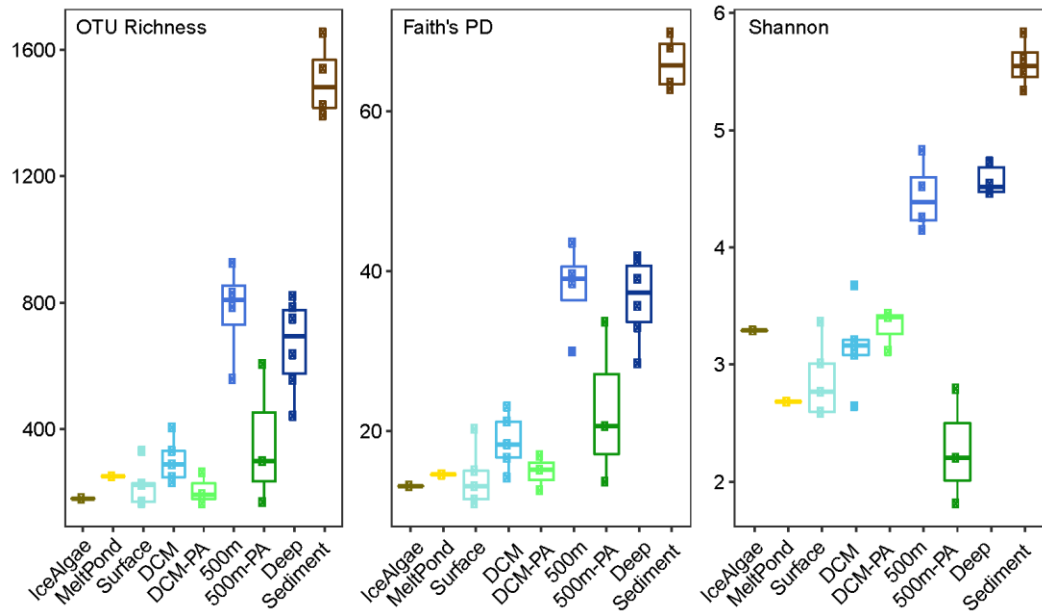 OTU Richness
1600
1200
800
400
IceAlgae
MeltPond
Surface
DCM
DCM-PA
500m
500m-PA
Deep
Sediment
Faith's PD
60
40
20
IceAlgae
MeltPond
Surface
DCM
DCM-PA
500m
500m-PA
Deep
Sediment
Shannon
6
5
4
3
2
IceAlgae
MeltPond
Surface
DCM
DCM-PA
500m
500m-PA
Deep
Sediment